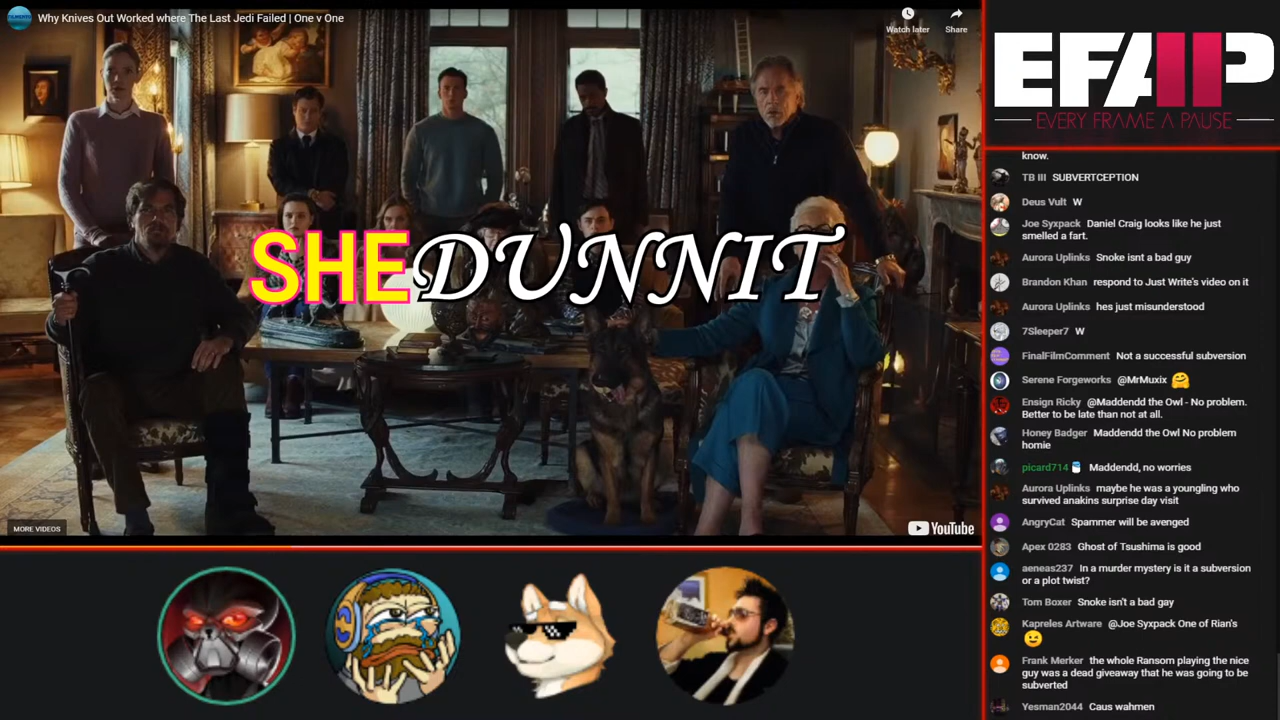 Why Knives Out Worked where The Last Jedi Failed | One v One
Watch later
Share
SHEDUNNIT
MORE VIDEOS
YouTube
EFAP
EVERY FRAME A PAUSE
know.
TB III SUBVERTCEPTION
Deus Vult W
Joe Syxpack Daniel Craig looks like he just
smelled a fart.
Aurora Uplinks Snoke isnt a bad guy
Brandon Khan respond to Just Write's video on it
Aurora Uplinks hes just misunderstood
7Sleeper7 W
FinalFilmComment Not a successful subversion
Serene Forgeworks @MrMuxix 🤗
Ensign Ricky @Maddendd the Owl - No problem.
Better to be late than not at all.
Honey Badger Maddendd the Owl No problem
homie
picard714 Maddendd, no worries
Aurora Uplinks maybe he was a youngling who
survived anakins surprise day visit
AngryCat Spammer will be avenged
Apex 0283 Ghost of Tsushima is good
aeneas237 In a murder mystery is it a subversion
or a plot twist?
Tom Boxer Snoke isn't a bad gay
Kapreles Artware @Joe Syxpack One of Rian's
😉
Frank Merker the whole Ransom playing the nice
guy was a dead giveaway that he was going to be
subverted
Yesman2044 Caus wahmen